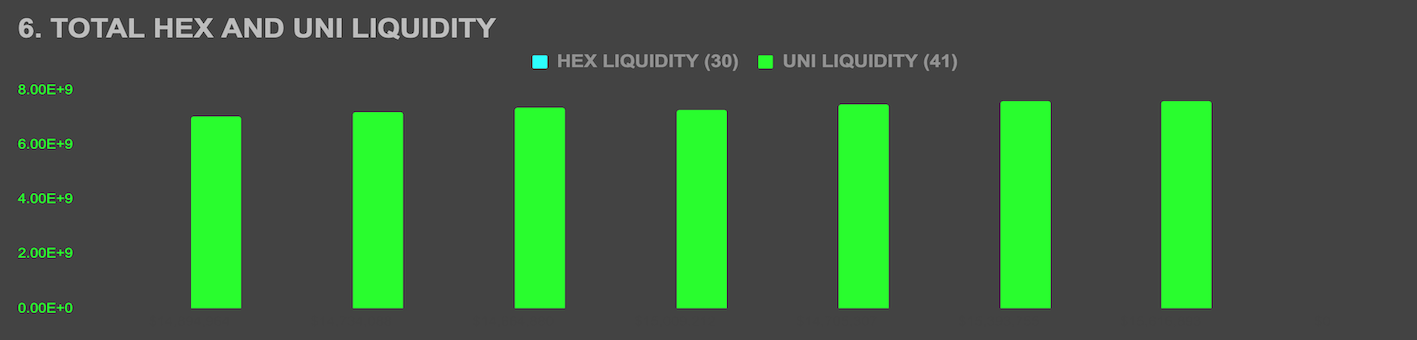 6. TOTAL HEX AND UNI LIQUIDITY
HEX LIQUIDITY (30) UNI LIQUIDITY (41)
8.00E+9
6.00E+9
4.00E+9
2.00E+9
0.00E+0